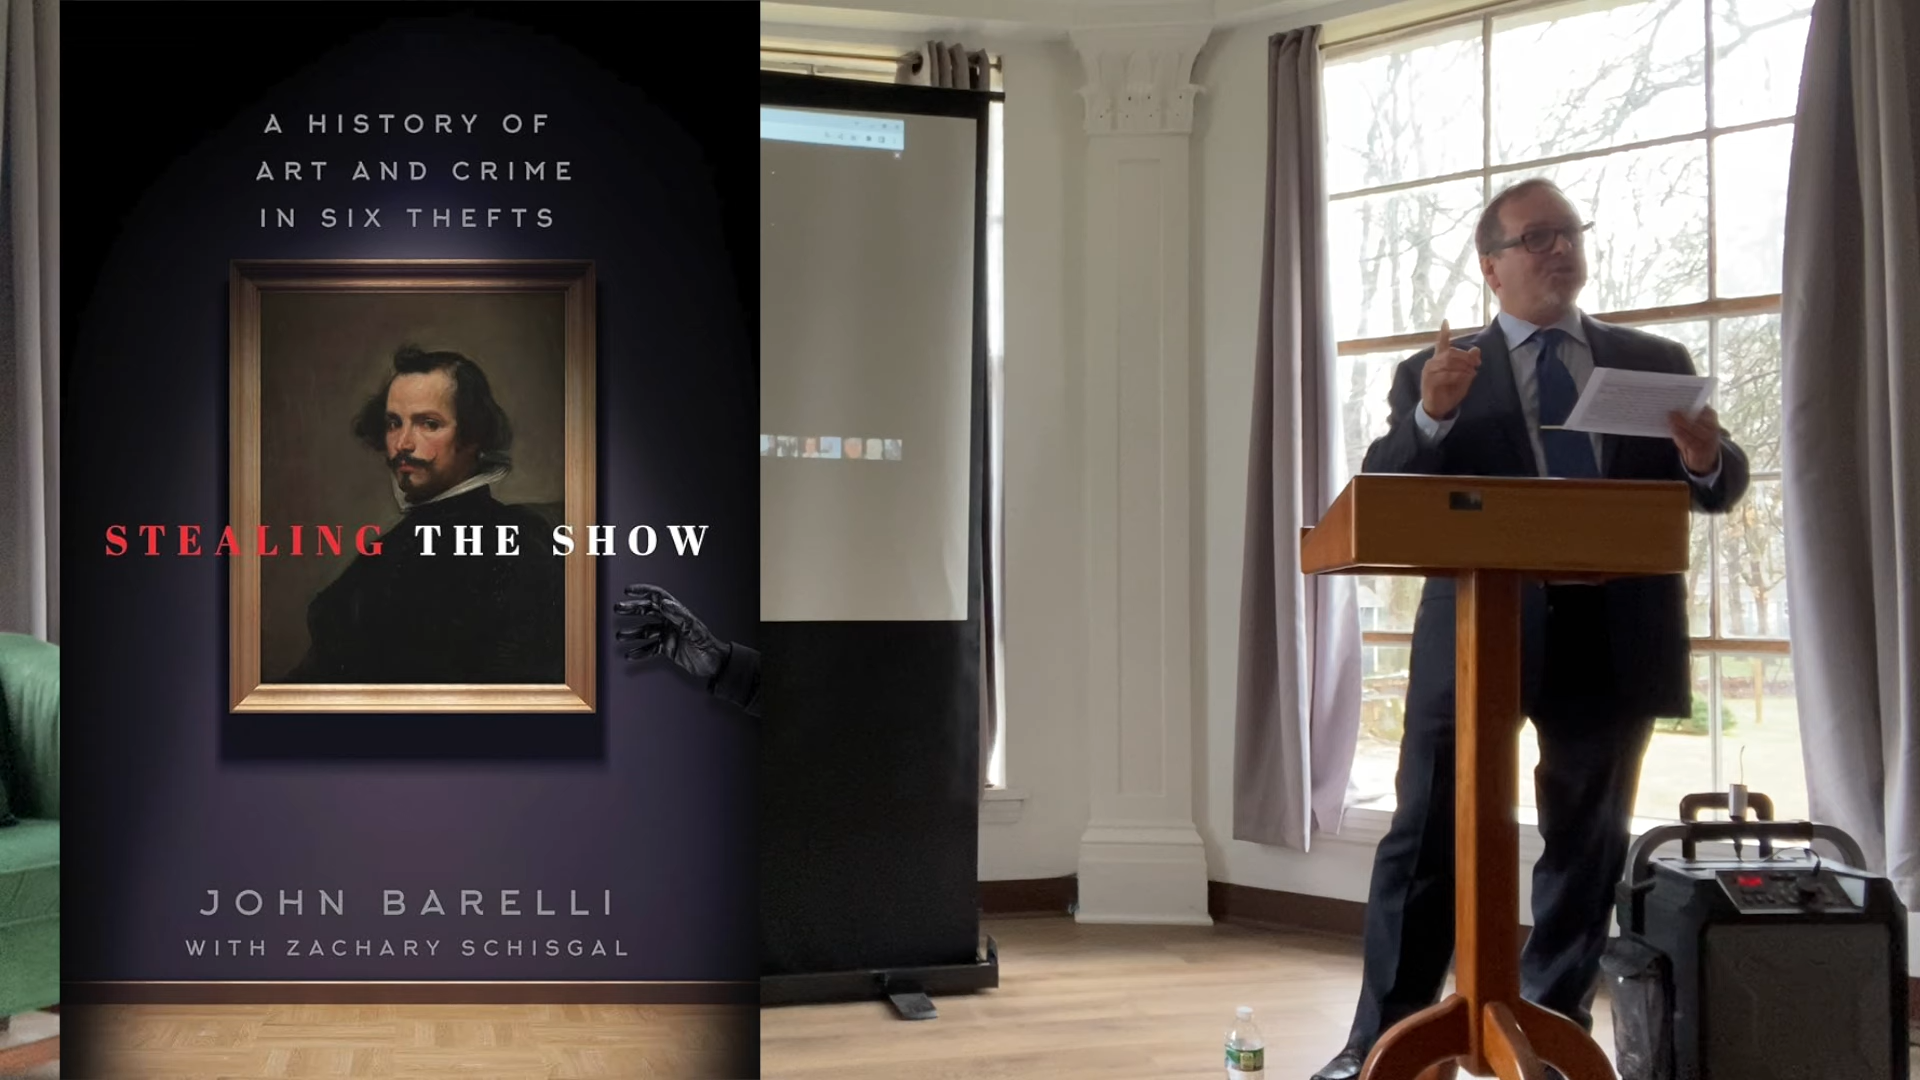 A HISTORY OF
ART AND CRIME
IN SIX THEFTS
STEALING THE SHOW
JOHN BARELLI
WITH ZACHARY SCHISGAL